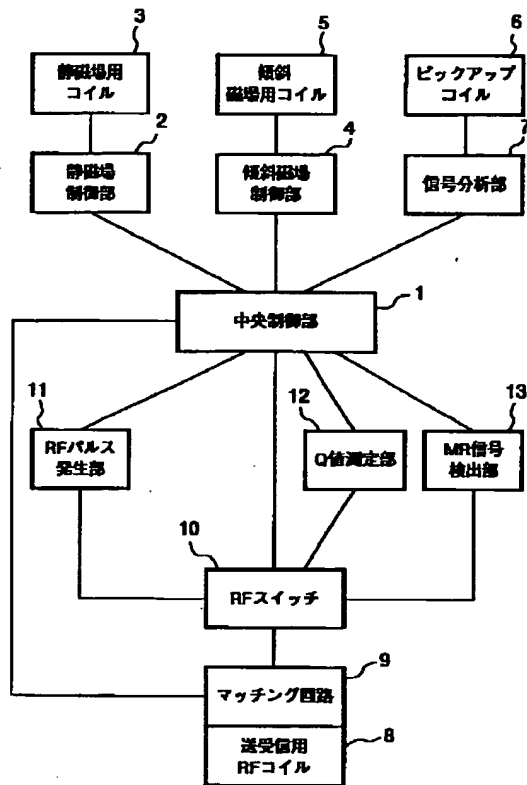 3
5
6
静磁場用
コイル
傾斜
磁場用コイル
ピックアップ
コイル
2
4
7
静磁場
制御部
傾斜磁場
制御部
信号分析部
1
中央制御部
11
12
13
RFパルス
発生部
Q値測定部
MR信号
検出部
10
RFスイッチ
9
マッチング回路
8
送受信用
RFコイル